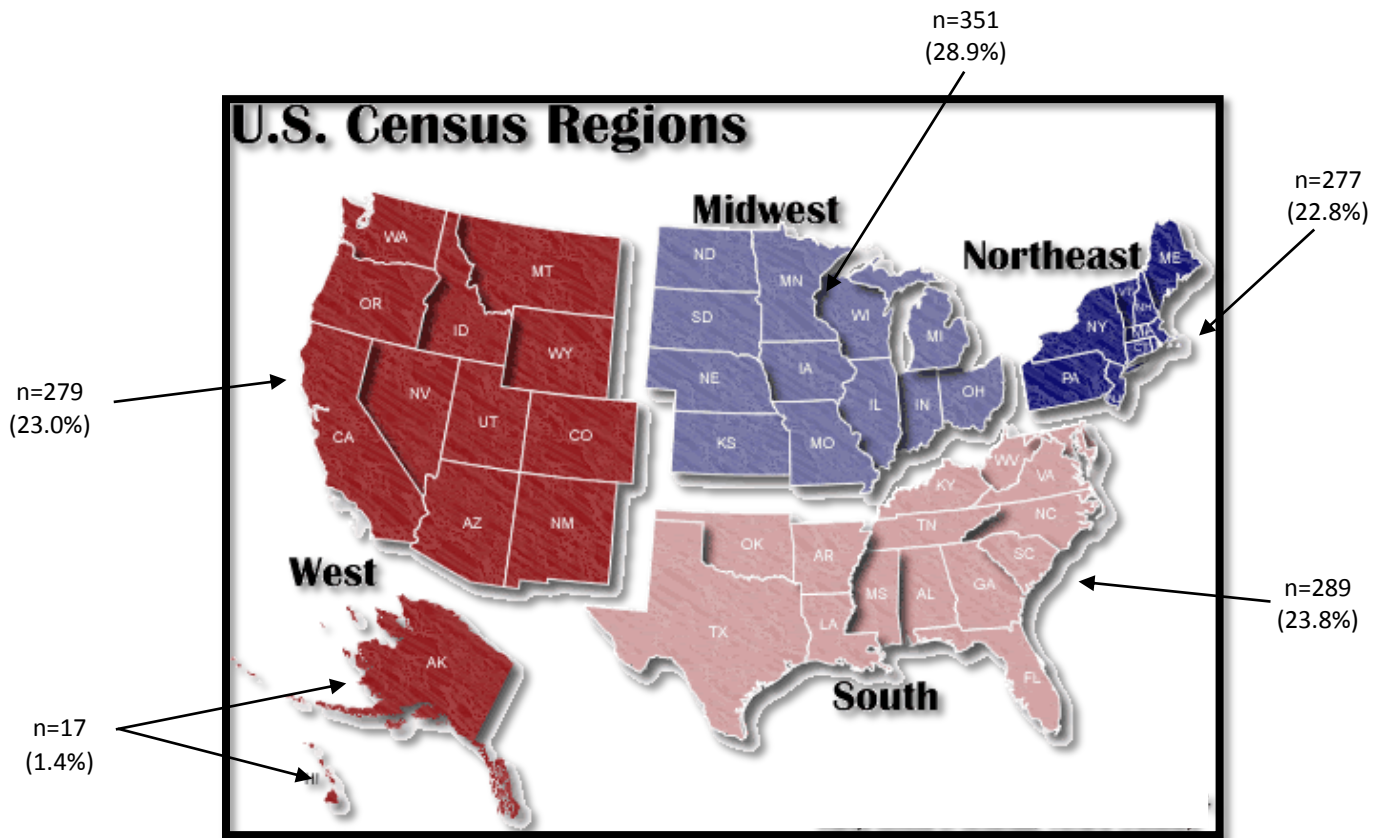 n=351
(28.9%)
U.S. Census Regions
n=277
(22.8%)
Midwest
Northeast
WA
MT
OR
ID
WY
NV
UT
CO
CA
AZ
NM
ND
MN
SD
WI
MI
NE
IA
IL
IN
OH
KS
MO
ME
VT
NH
NY
MA
PA
n=279
(23.0%)
West
WV
VA
KY
NC
TN
OK
AR
SC
MS
AL
GA
TX
LA
FL
South
n=289
(23.8%)
AK
HI
n=17
(1.4%)